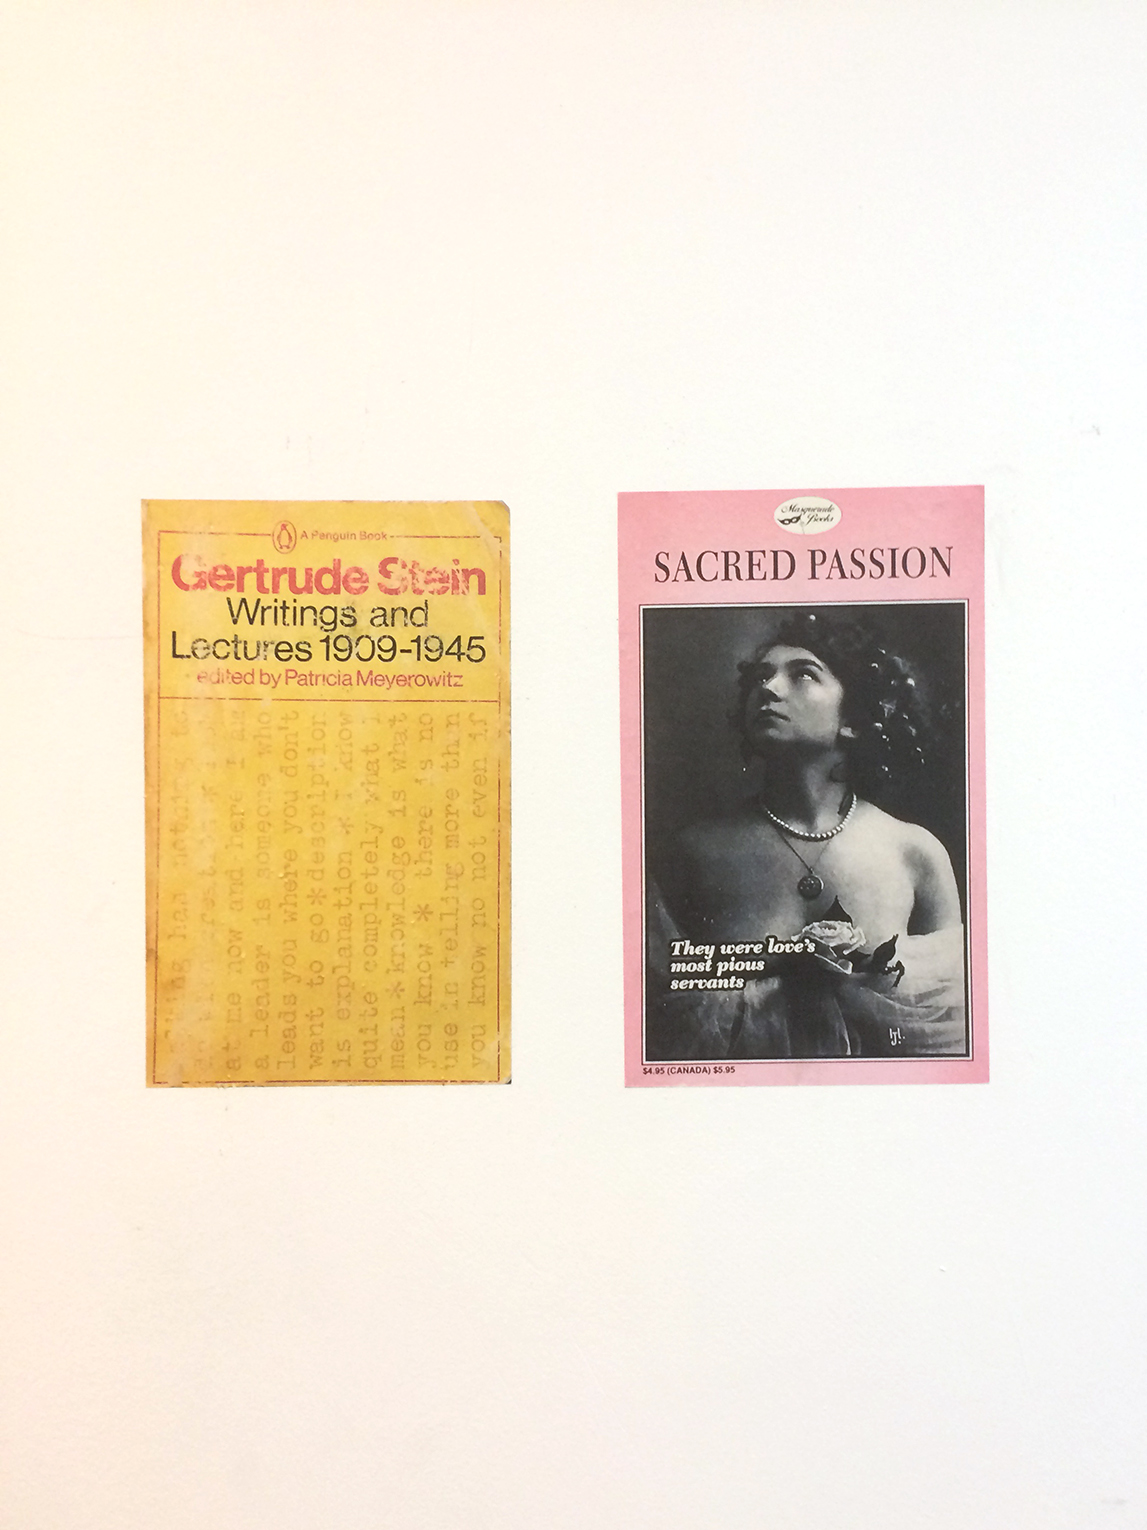 A Penguin Book
Gertrude Stein
Writings and
Lectures 1909-1945
edited by Patricia Meyerowitz
at me now and here I am
a leader is someone who
leads you where you don't
want to go * description
is explanation * I know
quite completely what I
mean * knowledge is what
you know * there is no
use in telling more than
you know no not even if
Masquerade
Books
SACRED PASSION
They were love's
most pious
servants
$4.95 (CANADA) $5.95